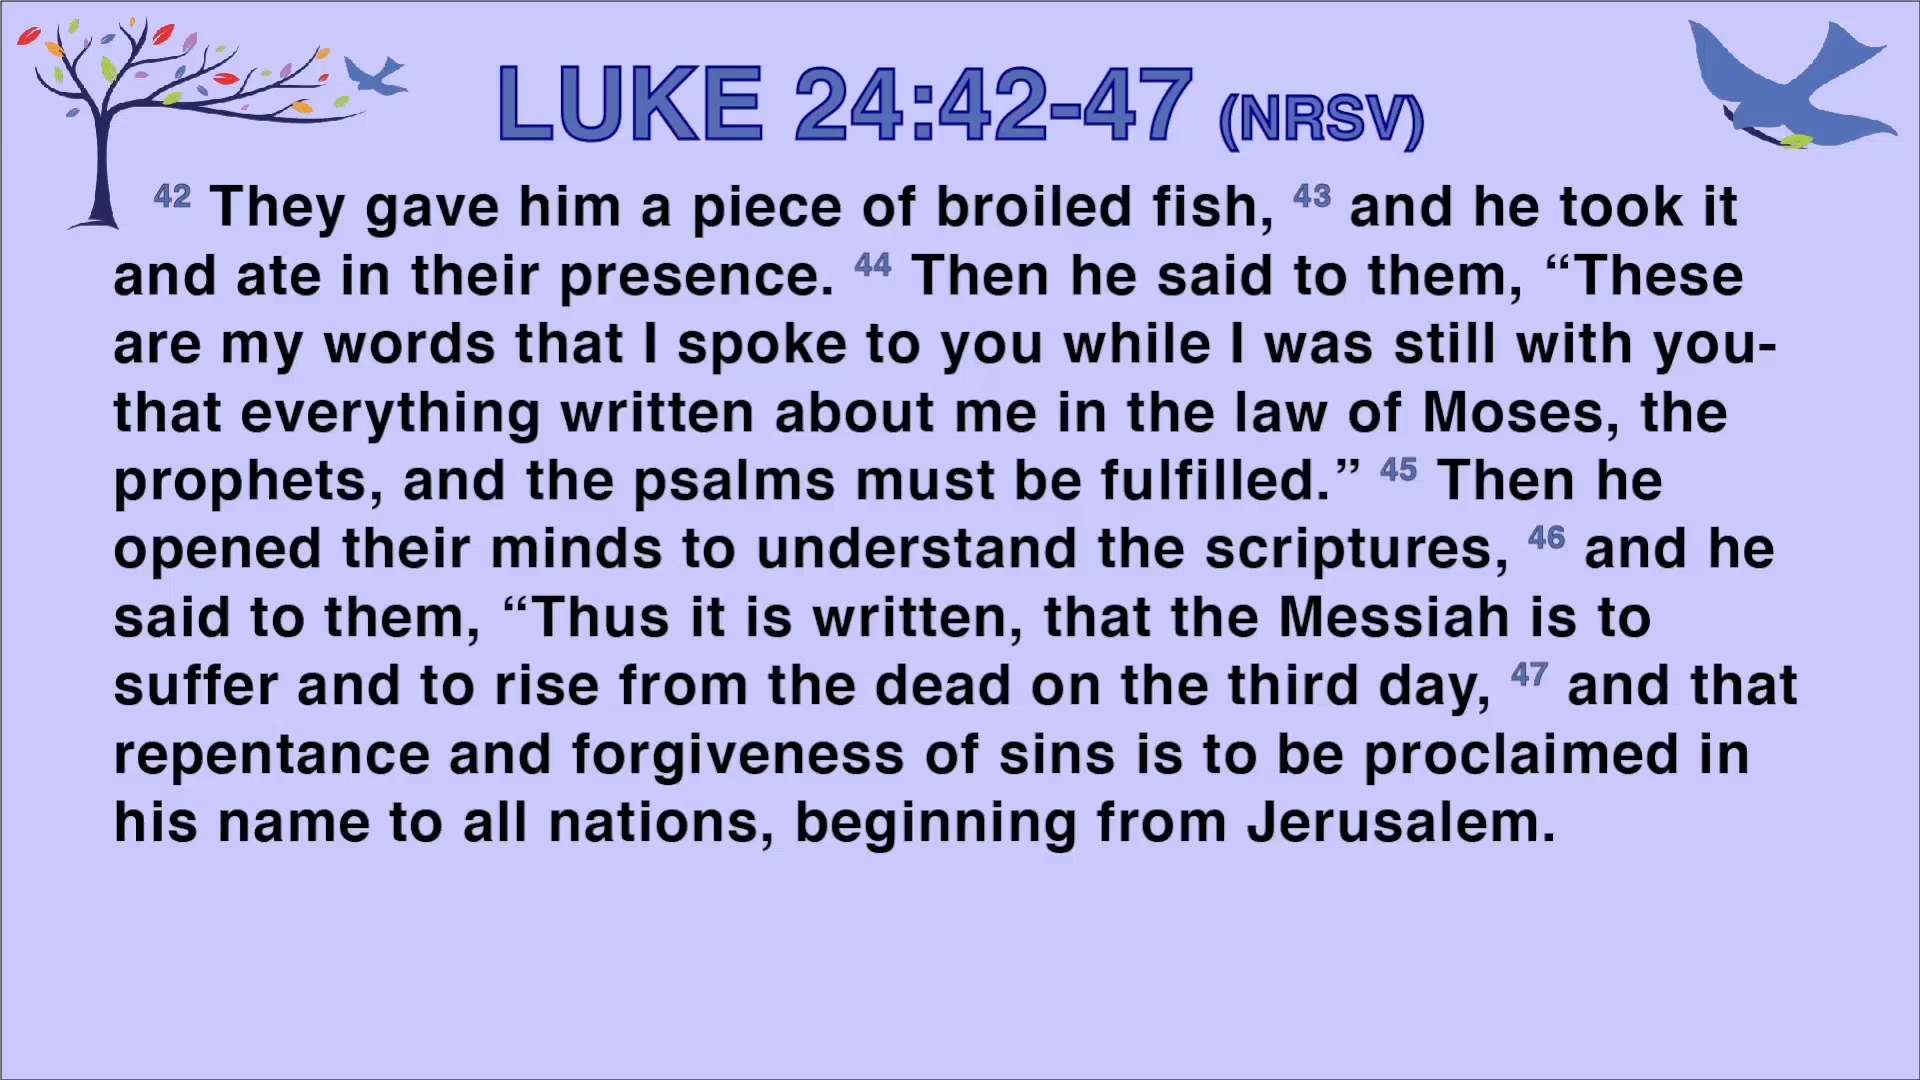 LUKE 24:42-47 (NRSV)
42 They gave him a piece of broiled fish, 43 and he took it
and ate in their presence. 44 Then he said to them, “These
are my words that I spoke to you while I was still with you-
that everything written about me in the law of Moses, the
prophets, and the psalms must be fulfilled.” 45 Then he
opened their minds to understand the scriptures, 46 and he
said to them, “Thus it is written, that the Messiah is to
suffer and to rise from the dead on the third day, 47 and that
repentance and forgiveness of sins is to be proclaimed in
his name to all nations, beginning from Jerusalem.